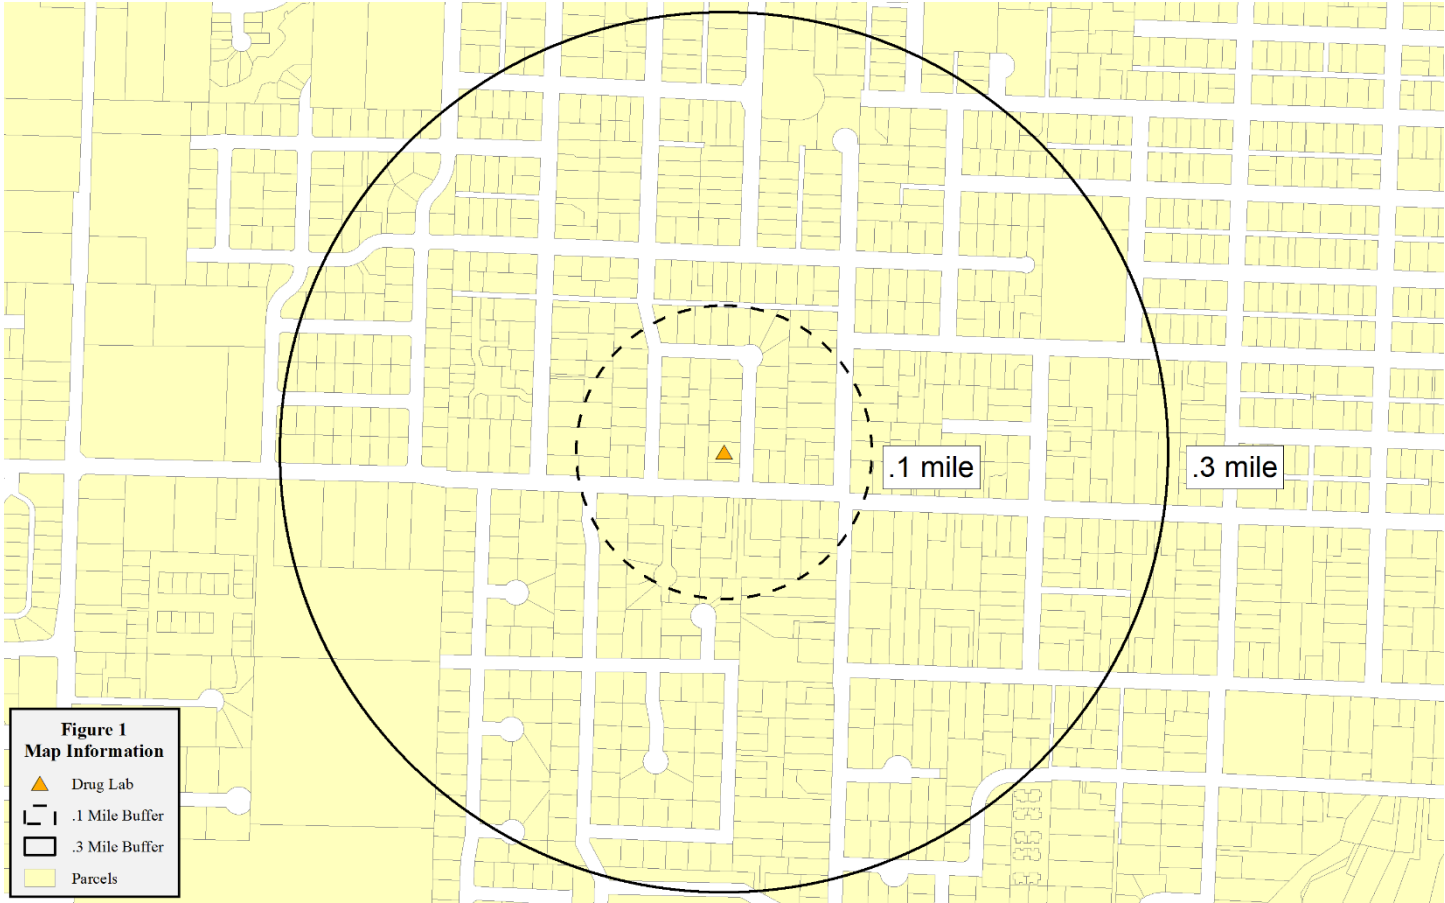 .1 mile
.3 mile
Figure 1
Map Information
Drug Lab
.1 Mile Buffer
.3 Mile Buffer
Parcels